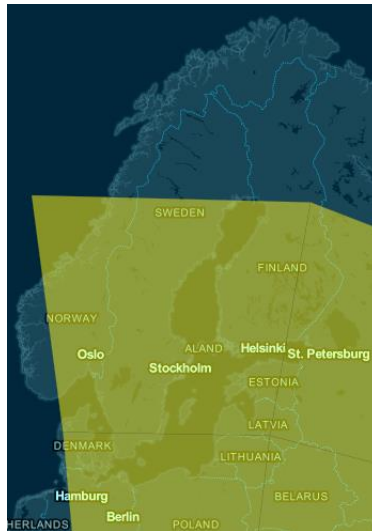 SWEDEN
FINLAND
NORWAY
Oslo
ALAND
Helsinki
St. Petersburg
Stockholm
ESTONIA
LATVIA
DENMARK
LITHUANIA
Hamburg
BELARUS
Berlin
HERLANDS
POLAND